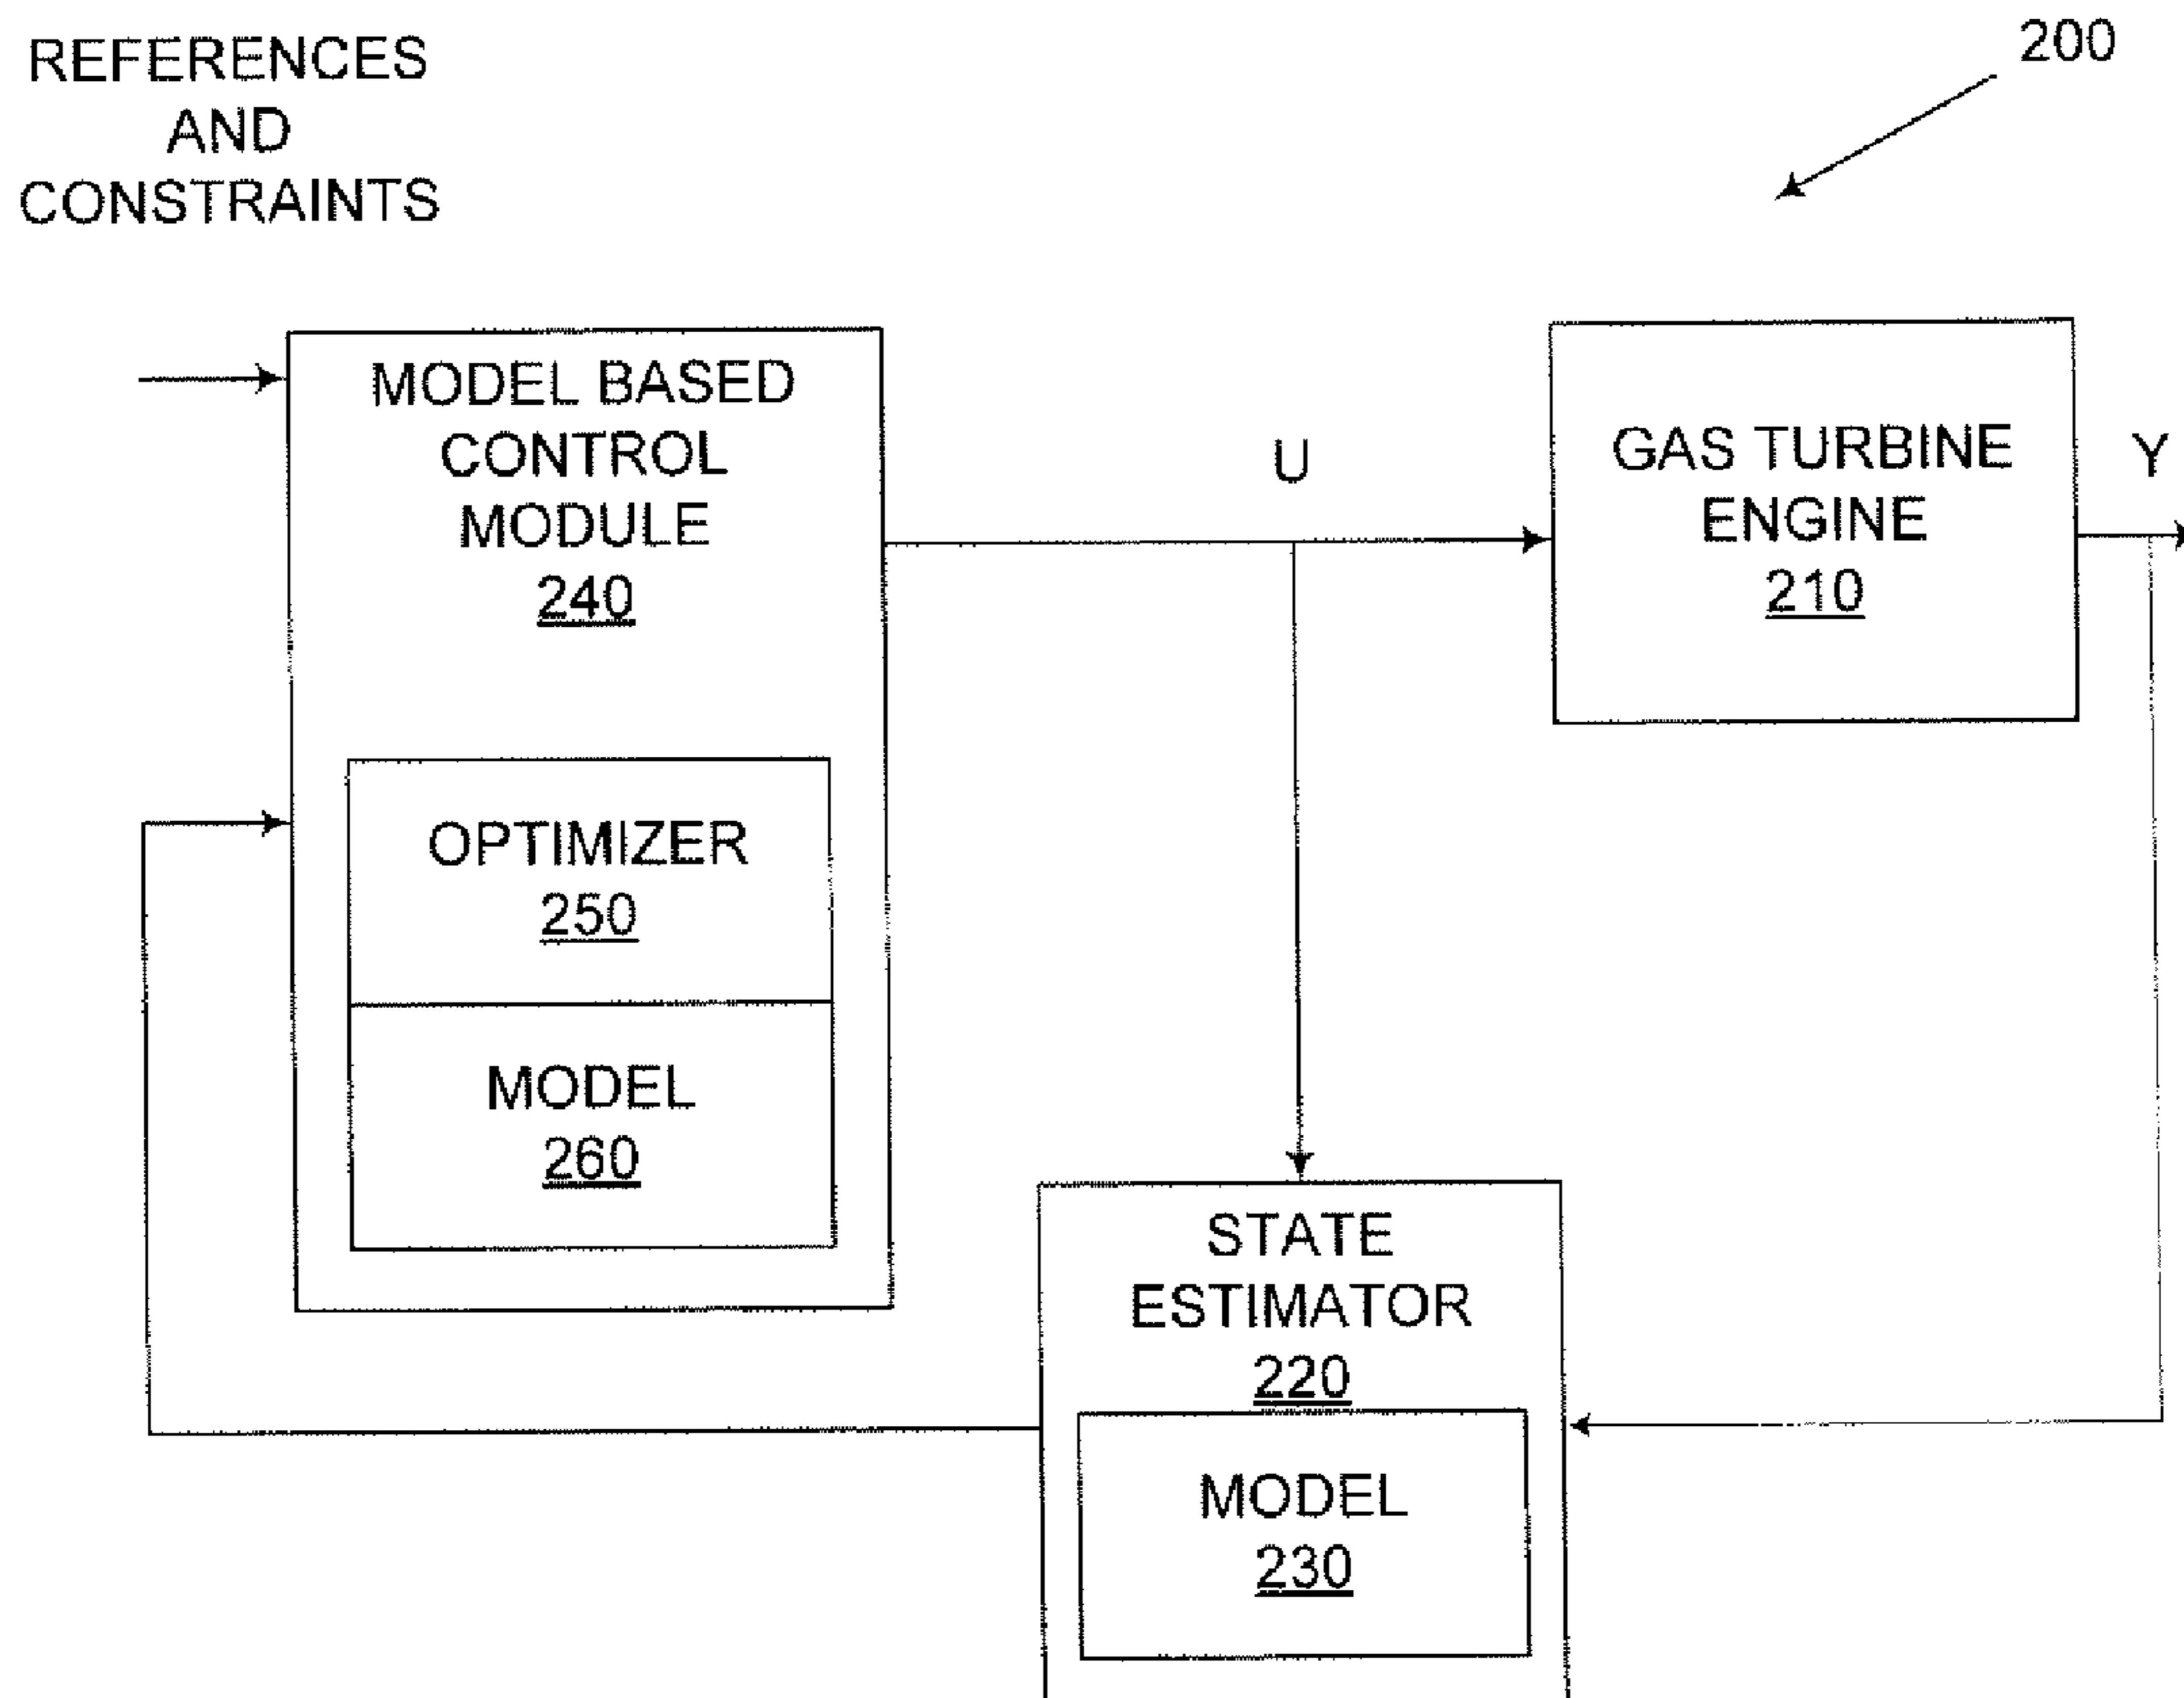 REFERENCES
AND
CONSTRAINTS
200
MODEL BASED
CONTROL
MODULE
240
U
GAS TURBINE
ENGINE
210
Y
OPTIMIZER
250
MODEL
260
STATE
ESTIMATOR
220
MODEL
230